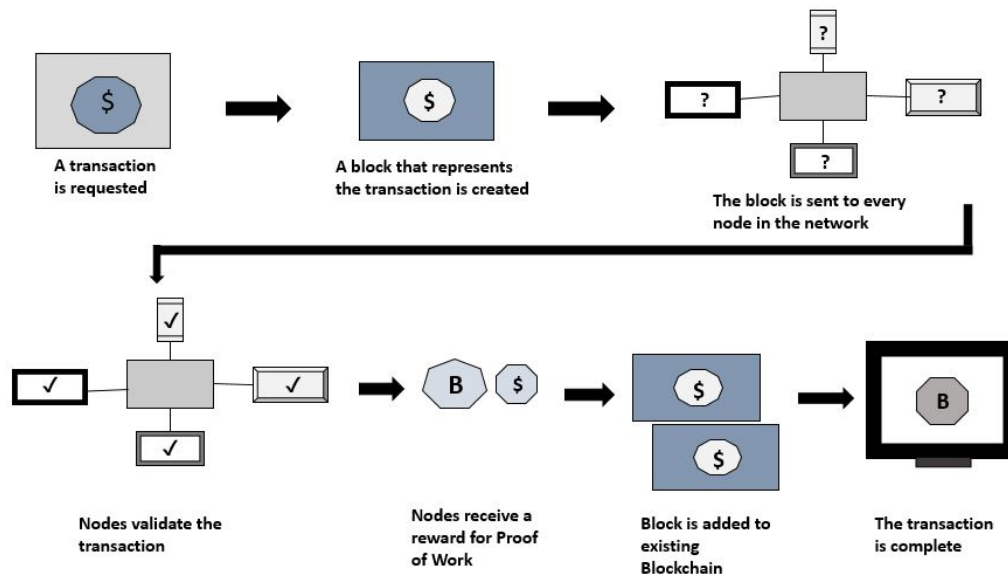 $
A transaction
is requested
$
A block that represents
the transaction is created
?
?
?
?
The block is sent to every
node in the network
✓
✓
✓
✓
Nodes validate the
transaction
B
$
Nodes receive a
reward for Proof
of Work
$
$
Block is added to
existing
Blockchain
B
The transaction
is complete